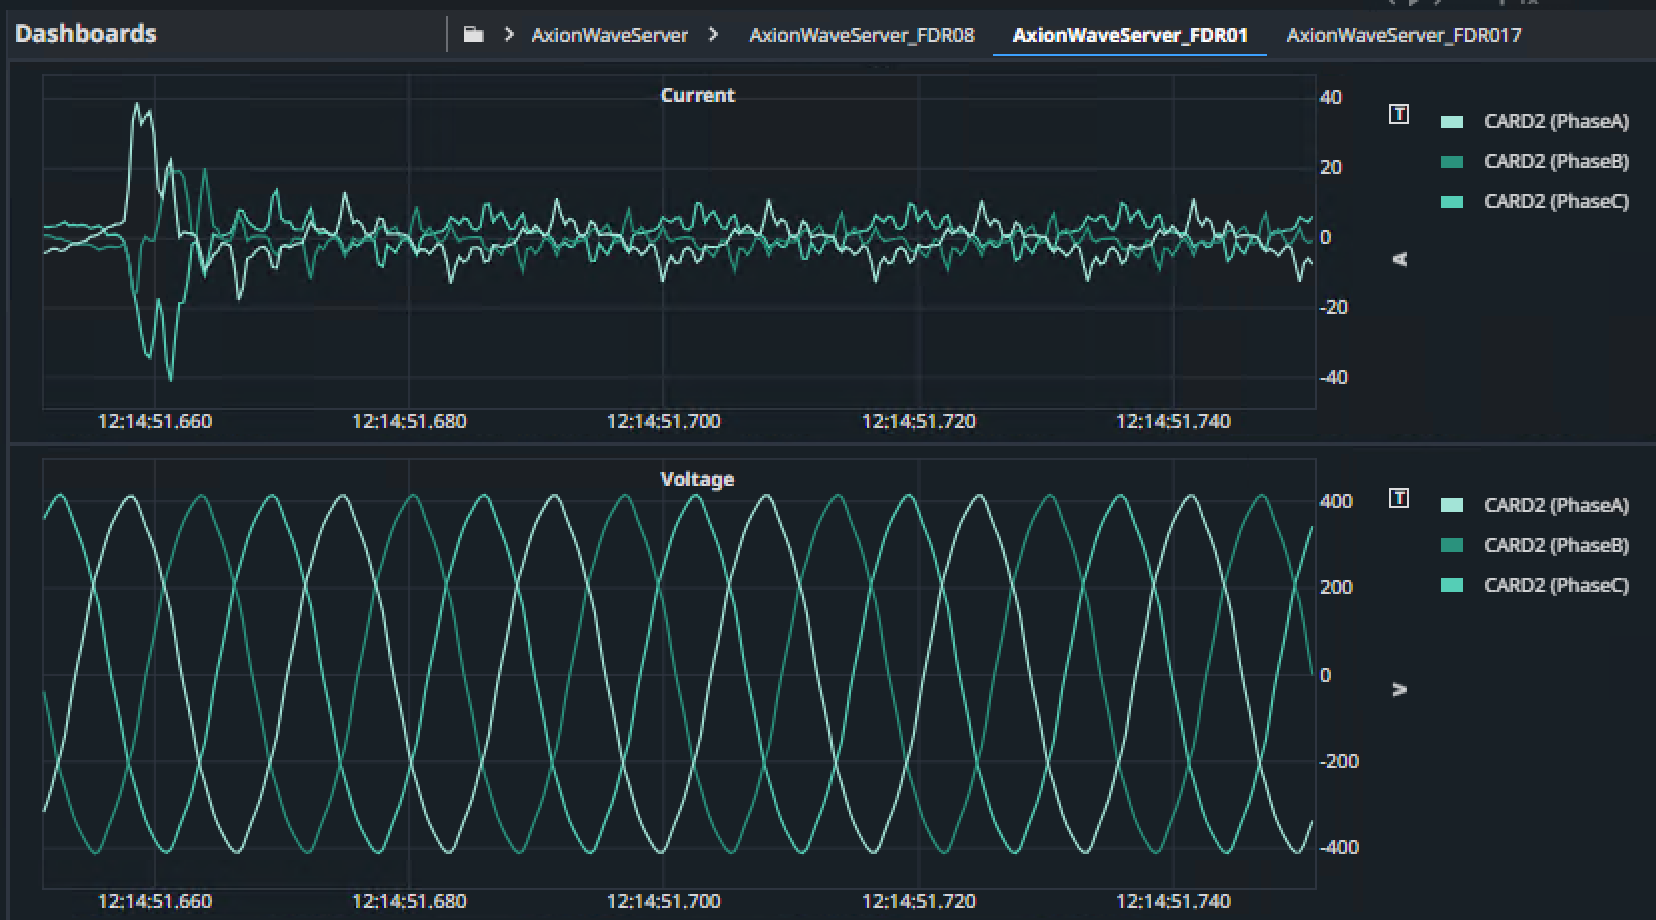 Dashboards > AxionWaveServer > AxionWaveServer_FDR08 AxionWaveServer_FDR01 AxionWaveServer_FDR017
Current
40
20
0
-20
-40
A
12:14:51.660 12:14:51.680 12:14:51.700 12:14:51.720 12:14:51.740
T
CARD2 (PhaseA)
CARD2 (PhaseB)
CARD2 (PhaseC)
Voltage
400
200
0
-200
-400
V
12:14:51.660 12:14:51.680 12:14:51.700 12:14:51.720 12:14:51.740
T
CARD2 (PhaseA)
CARD2 (PhaseB)
CARD2 (PhaseC)